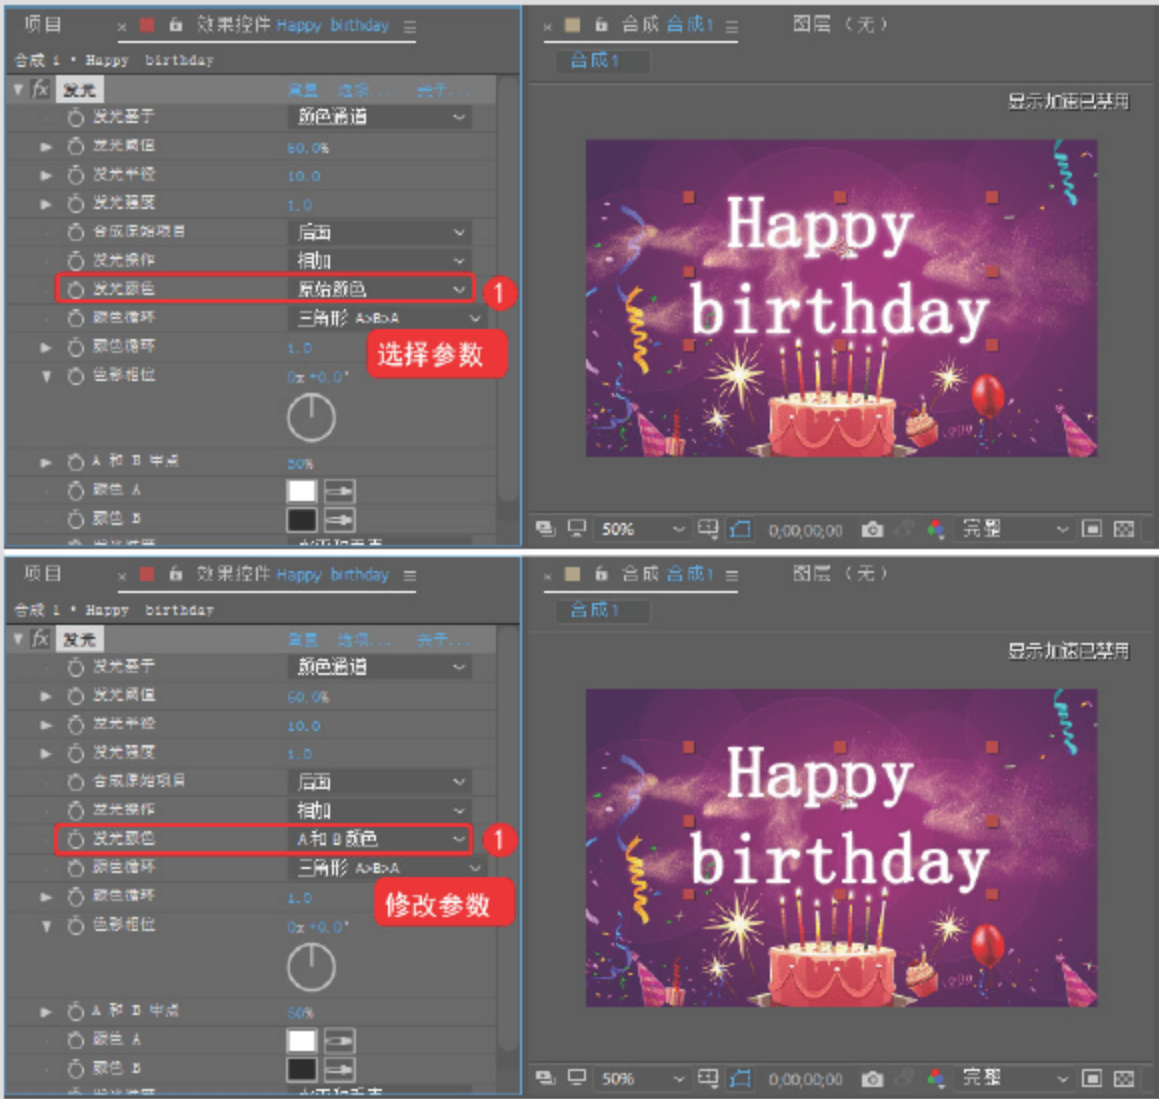 项目
效果控件 Happy birthday
合成 1 • Happy birthday
fx 发光 重置 选项... 关于...
发光基于 颜色通道
发光阈值 60.0%
发光半径 10.0
发光强度 1.0
合成原始项目 后面
发光操作 相加
发光颜色 原始颜色 1
颜色循环 三角形 A>B>A
颜色循环 1.0
选择参数
色彩相位 0x+0.0°
A 和 B 中点 50%
颜色 A
颜色 B
合成 合成1
图层 (无)
合成1
显示加速已禁用
Happy
birthday
50% 0;00;00;00 完整
项目
效果控件 Happy birthday
合成 1 • Happy birthday
fx 发光 重置 选项... 关于...
发光基于 颜色通道
发光阈值 60.0%
发光半径 10.0
发光强度 1.0
合成原始项目 后面
发光操作 相加
发光颜色 A 和 B 颜色 1
颜色循环 三角形 A>B>A
颜色循环 1.0
修改参数
色彩相位 0x+0.0°
A 和 B 中点 50%
颜色 A
颜色 B
合成 合成1
图层 (无)
合成1
显示加速已禁用
Happy
birthday
50% 0;00;00;00 完整